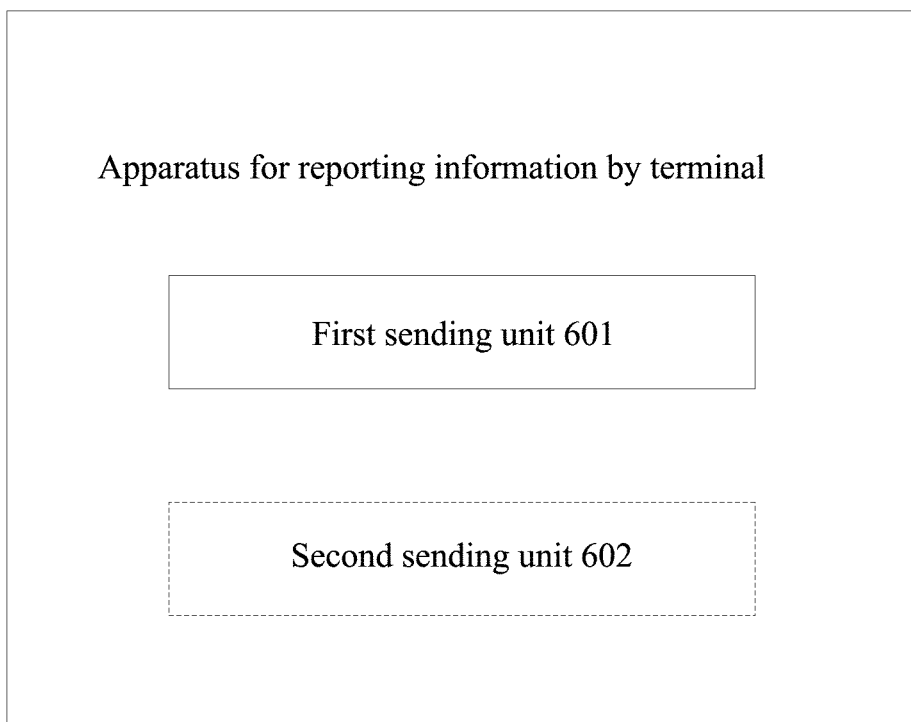 Apparatus for reporting information by terminal
First sending unit 601
Second sending unit 602